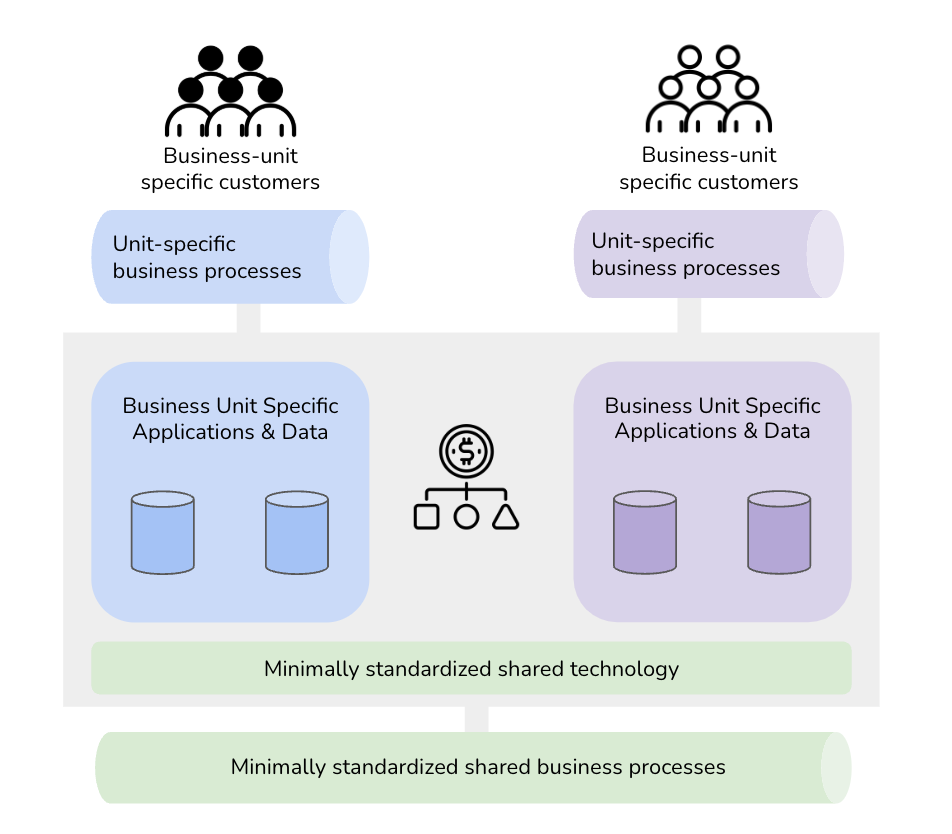 Business-unit
specific customers
Business-unit
specific customers
Unit-specific
business processes
Unit-specific
business processes
Business Unit Specific
Applications & Data
Business Unit Specific
Applications & Data
$
Minimally standardized shared technology
Minimally standardized shared business processes